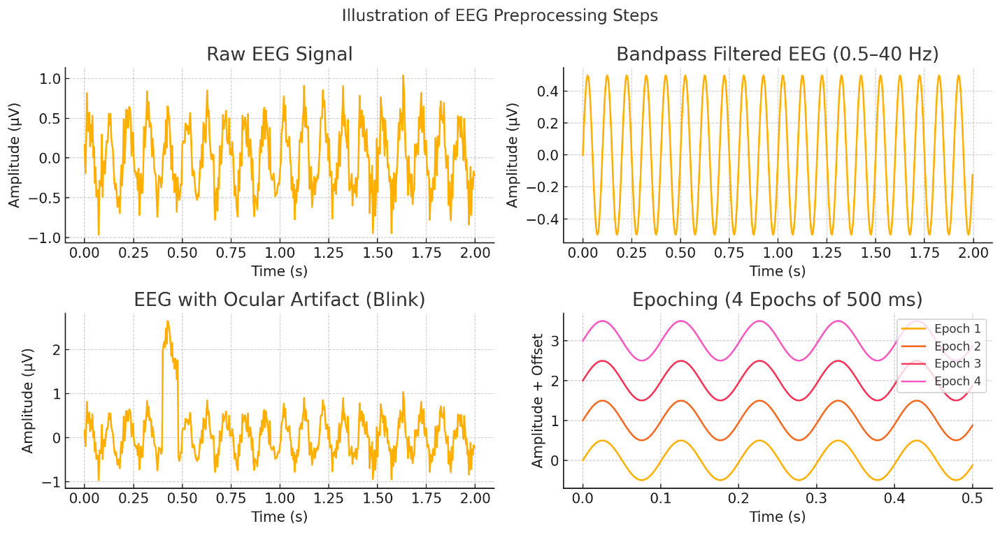 Illustration of EEG Preprocessing Steps
Raw EEG Signal
1.0
0.5
0.0
−0.5
−1.0
Amplitude (μV)
0.00 0.25 0.50 0.75 1.00 1.25 1.50 1.75 2.00
Time (s)
Bandpass Filtered EEG (0.5–40 Hz)
0.4
0.2
0.0
−0.2
−0.4
Amplitude (μV)
0.00 0.25 0.50 0.75 1.00 1.25 1.50 1.75 2.00
Time (s)
EEG with Ocular Artifact (Blink)
2
1
0
−1
Amplitude (μV)
0.00 0.25 0.50 0.75 1.00 1.25 1.50 1.75 2.00
Time (s)
Epoching (4 Epochs of 500 ms)
3
2
1
0
Amplitude + Offset
Epoch 1
Epoch 2
Epoch 3
Epoch 4
0.0 0.1 0.2 0.3 0.4 0.5
Time (s)